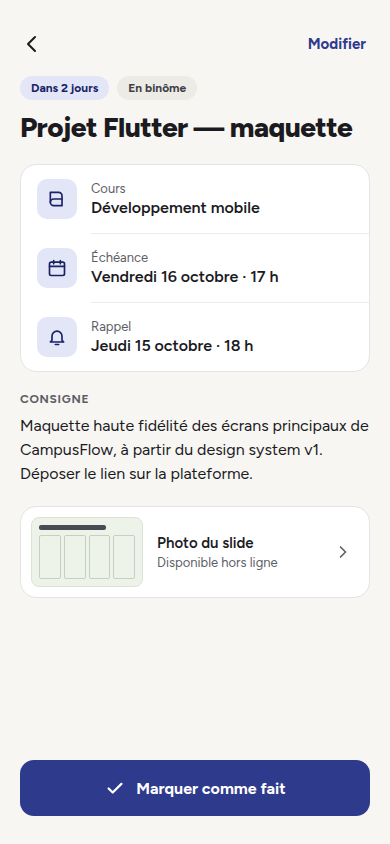 Modifier
Dans 2 jours
En binôme
Projet Flutter — maquette
Cours
Développement mobile
Échéance
Vendredi 16 octobre · 17 h
Rappel
Jeudi 15 octobre · 18 h
CONSIGNE
Maquette haute fidélité des écrans principaux de
CampusFlow, à partir du design system v1.
Déposer le lien sur la plateforme.
Photo du slide
Disponible hors ligne
Marquer comme fait